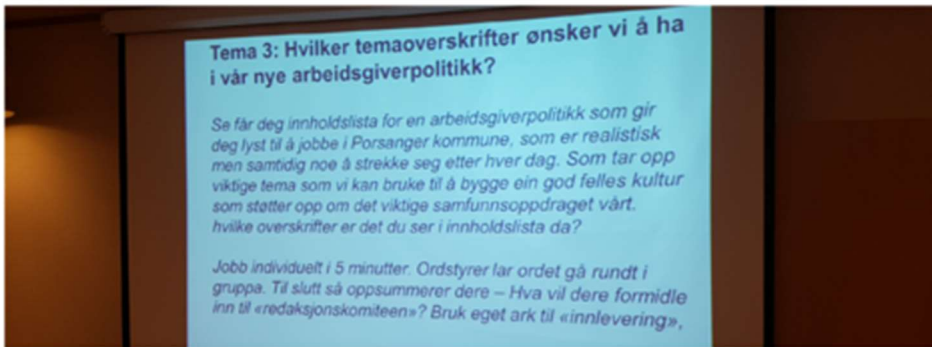 Tema 3: Hvilker temaoverskrifter ønsker vi å ha
i vår nye arbeidsgiverpolitikk?
Se får deg innholdslista for en arbeidsgiverpolitikk som gir
deg lyst til å jobbe i Porsanger kommune, som er realistisk
men samtidig noe å strekke seg etter hver dag. Som tar opp
viktige tema som vi kan bruke til å bygge ein god felles kultur
som støtter opp om det viktige samfunnsoppdraget vårt.
hvilke overskrifter er det du ser i innholdslista da?
Jobb individuelt i 5 minutter. Ordstyrer lar ordet gå rundt i
gruppa. Til slutt så oppsummerer dere – Hva vil dere formidle
inn til «redaksjonskomiteen»? Bruk eget ark til «innlevering»,